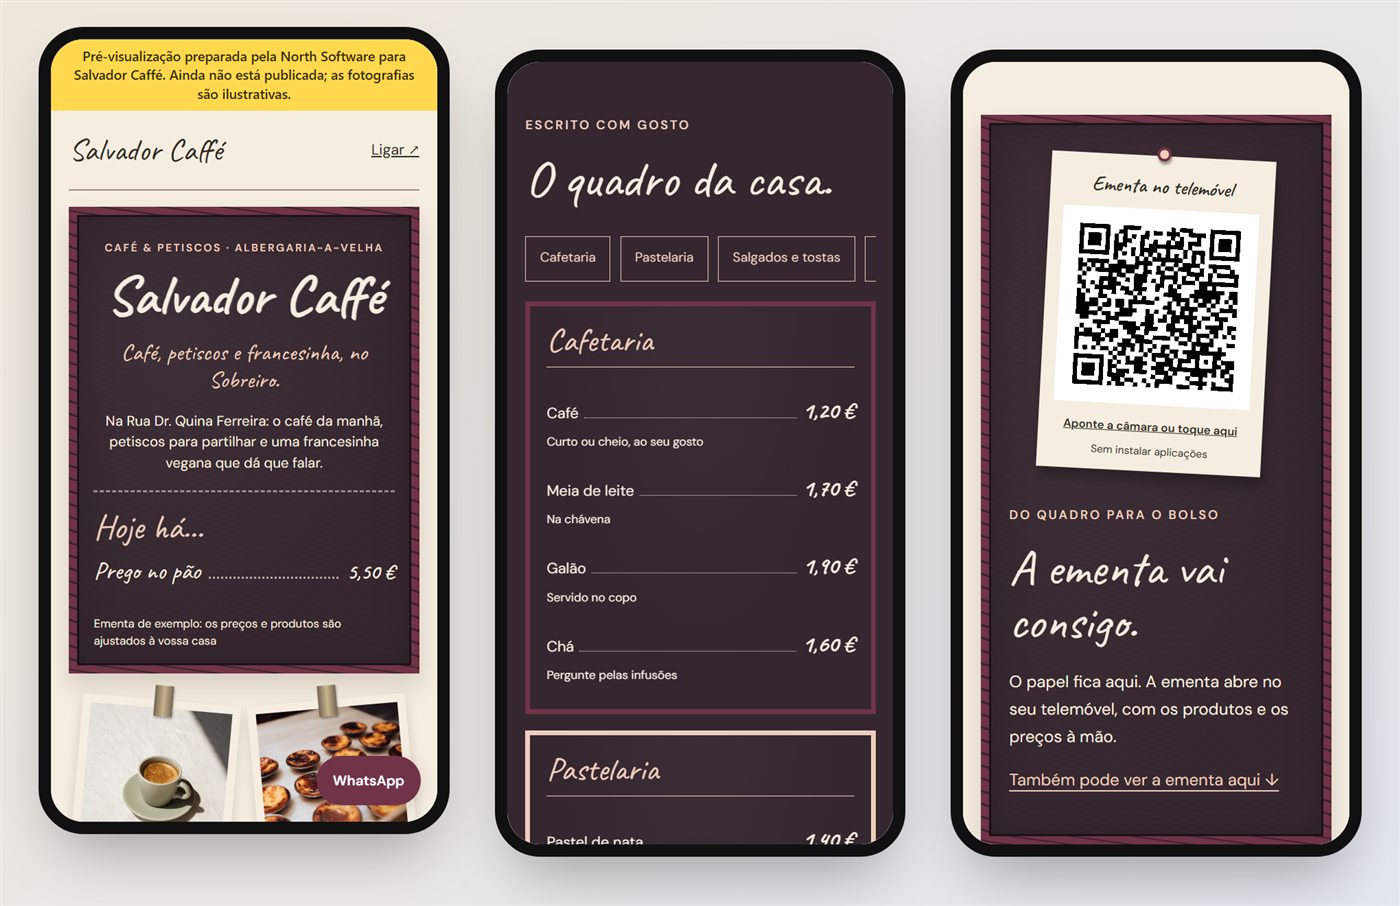 Pré-visualização preparada pela North Software para
Salvador Caffé. Ainda não está publicada; as fotografias
são ilustrativas.
Salvador Caffé
Ligar ↗
CAFÉ & PETISCOS · ALBERGARIA-A-VELHA
Salvador Caffé
Café, petiscos e francesinha, no
Sobreiro.
Na Rua Dr. Quina Ferreira: o café da manhã,
petiscos para partilhar e uma francesinha
vegana que dá que falar.
Hoje há...
Prego no pão 5,50 €
Ementa de exemplo: os preços e produtos são
ajustados à vossa casa
WhatsApp
ESCRITO COM GOSTO
O quadro da casa.
Cafetaria
Pastelaria
Salgados e tostas
Cafetaria
Café 1,20 €
Curto ou cheio, ao seu gosto
Meia de leite 1,70 €
Na chávena
Galão 1,90 €
Servido no copo
Chá 1,60 €
Pergunte pelas infusões
Pastelaria
Pastel de nata 1,40 €
Ementa no telemóvel
Aponte a câmara ou toque aqui
Sem instalar aplicações
DO QUADRO PARA O BOLSO
A ementa vai
consigo.
O papel fica aqui. A ementa abre no
seu telemóvel, com os produtos e os
preços à mão.
Também pode ver a ementa aqui ↓